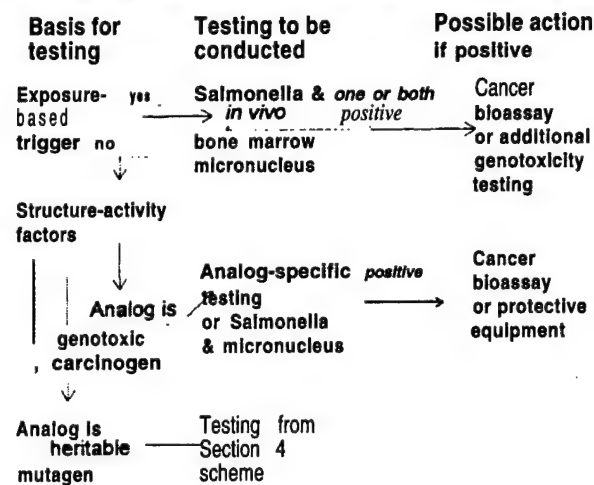 Basis for testing
Testing to be conducted
Possible action if positive
Exposure- yes
based
trigger no
Salmonella & one or both
in vivo positive
bone marrow
micronucleus
Cancer
bioassay
or additional
genotoxicity
testing
Structure-activity
factors
Analog is
genotoxic
carcinogen
Analog-specific positive
testing
or Salmonella
& micronucleus
Cancer
bioassay
or protective
equipment
Analog is
heritable
mutagen
Testing from
Section 4
scheme